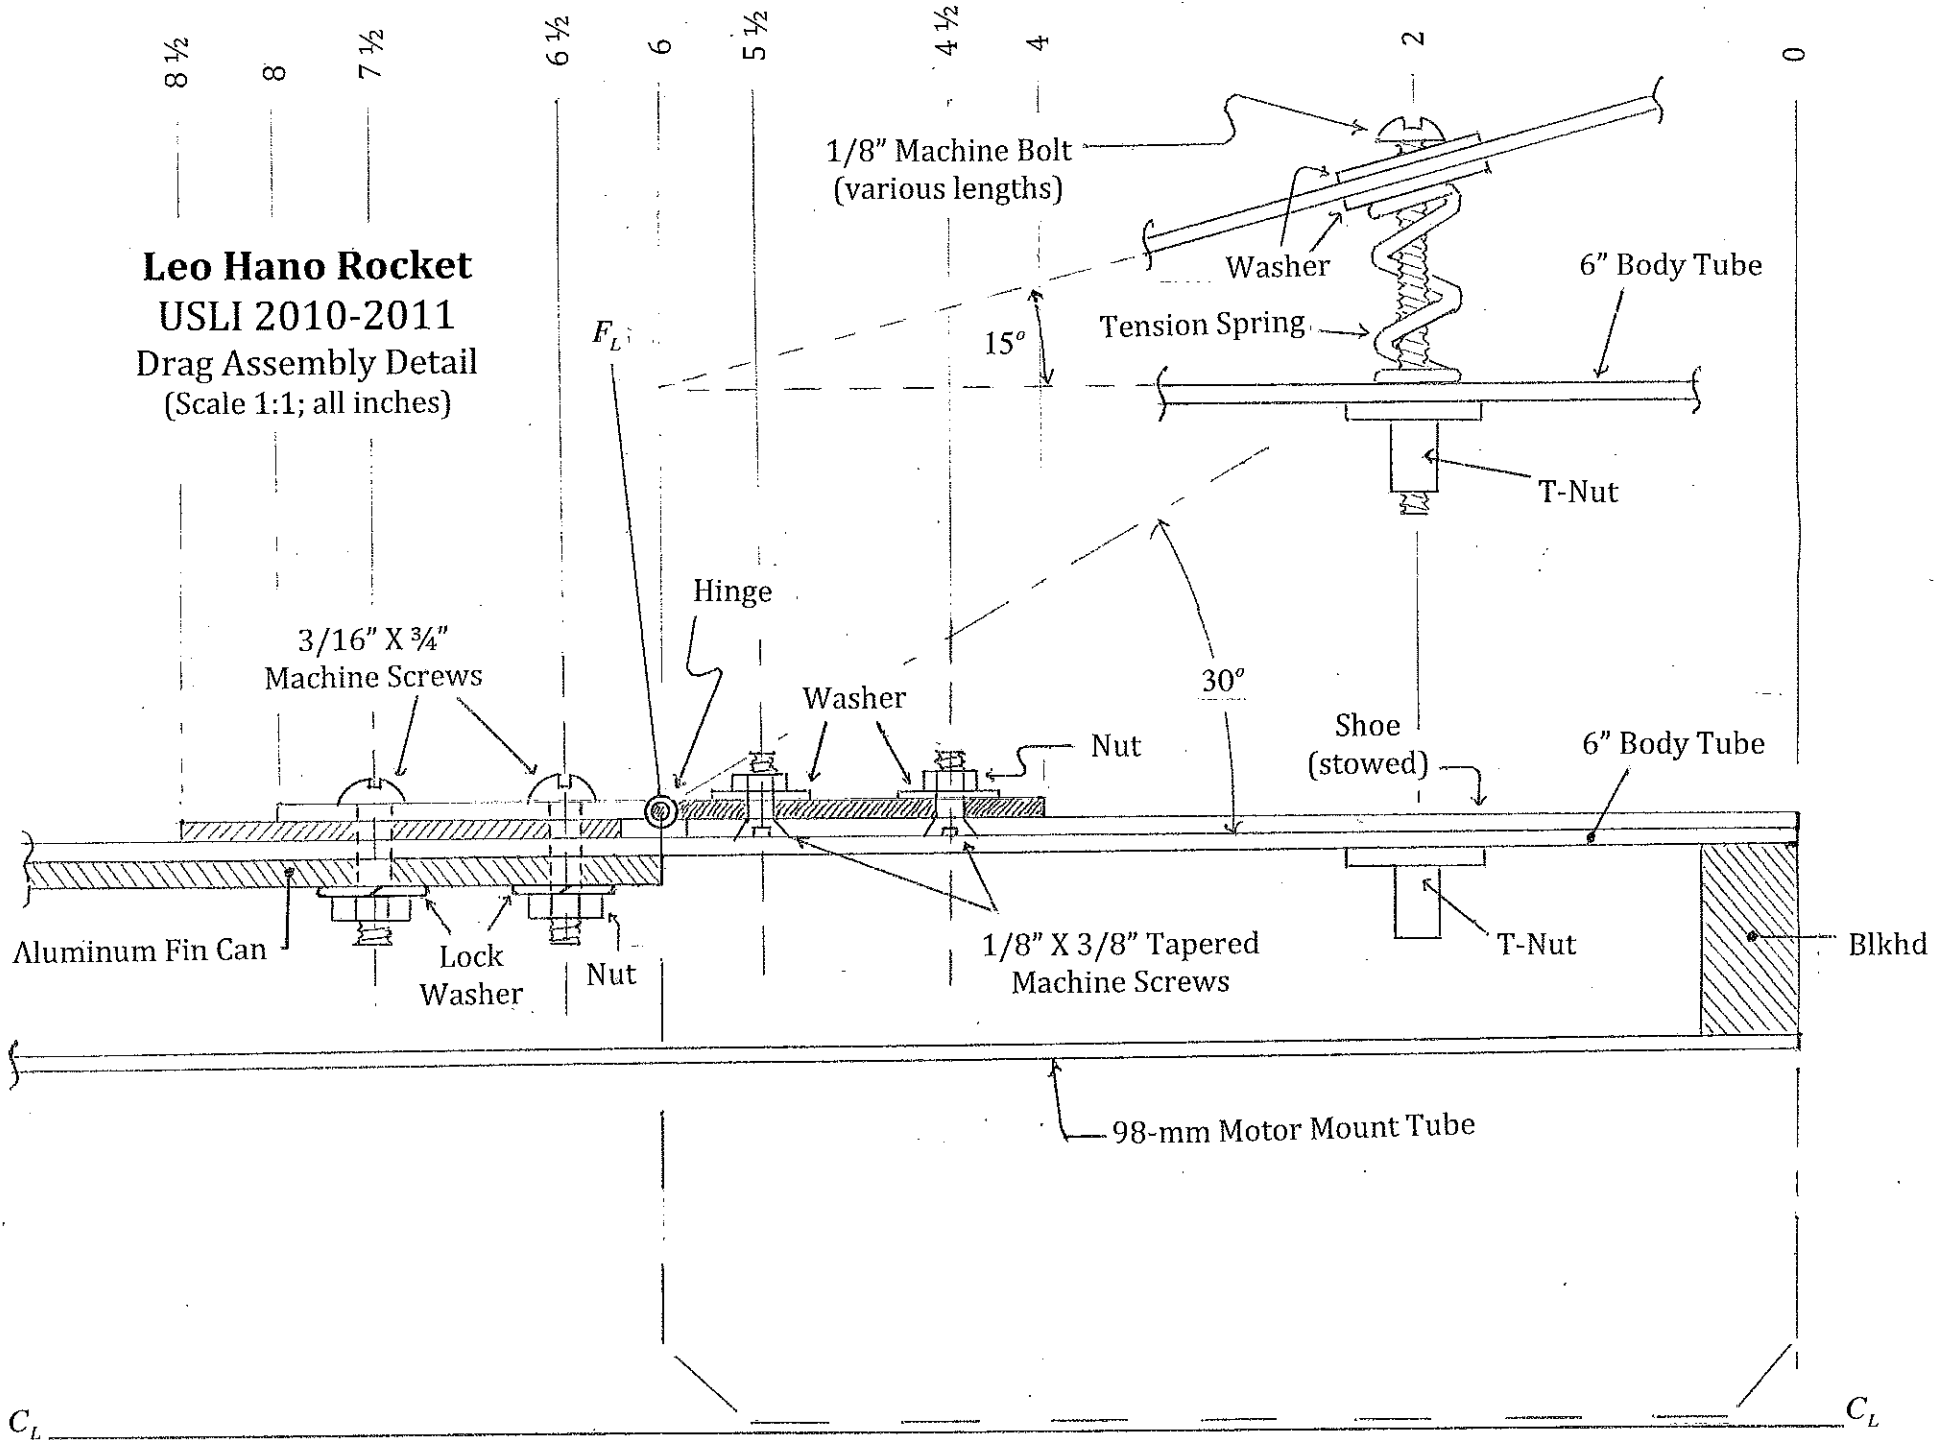 8 ½
8
7 ½
6 ½
6
5 ½
4 ½
4
2
0
Leo Hano Rocket
USLI 2010-2011
Drag Assembly Detail
(Scale 1:1; all inches)
1/8" Machine Bolt
(various lengths)
Washer
6" Body Tube
Tension Spring
15°
F_L
T-Nut
Hinge
3/16" X ¾"
Machine Screws
Washer
30°
Nut
Shoe
(stowed)
6" Body Tube
Aluminum Fin Can
Lock
Washer
Nut
1/8" X 3/8" Tapered
Machine Screws
T-Nut
Blkhd
98-mm Motor Mount Tube
C_L
C_L